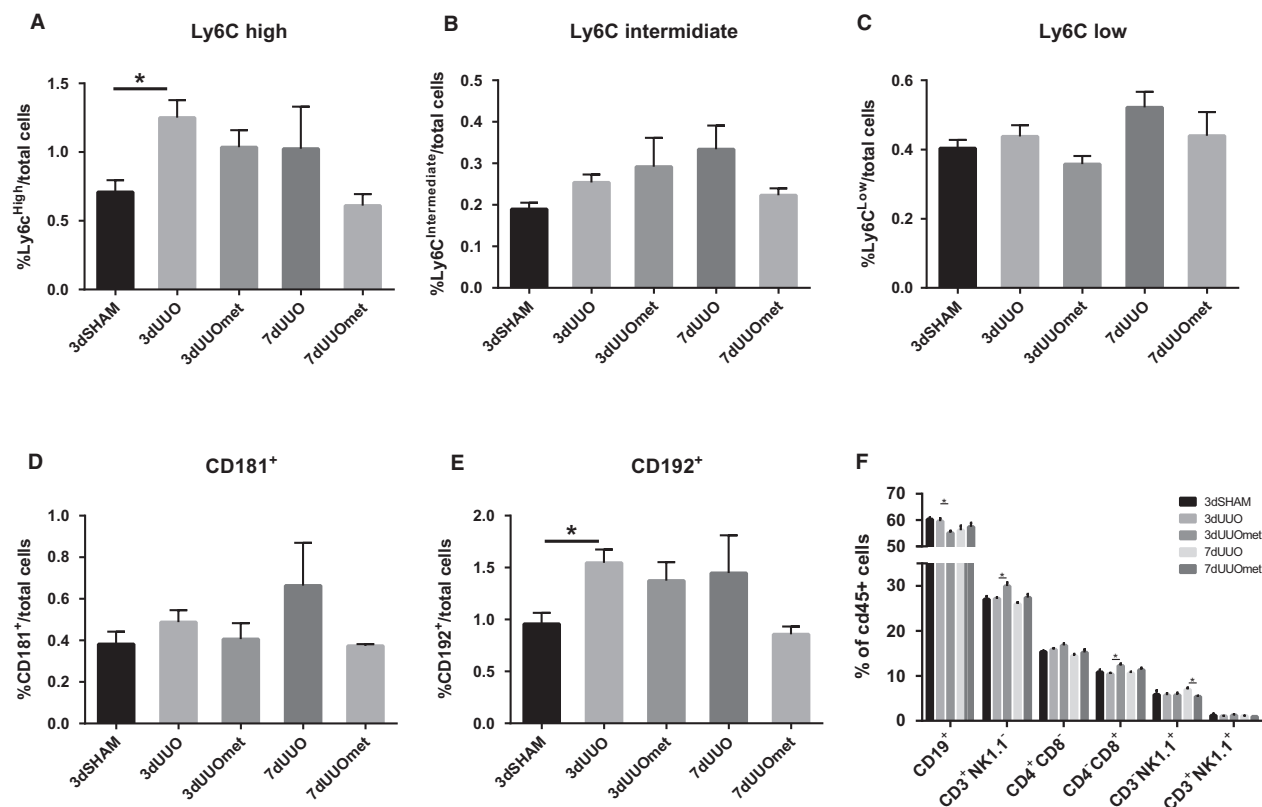 A
Ly6C high
%Ly6c^High/total cells
1.5
1.0
0.5
0.0
*
3dSHAM
3dUUO
3dUUOmet
7dUUO
7dUUOmet
B
Ly6C intermidiate
%Ly6C^Intermediate/total cells
0.5
0.4
0.3
0.2
0.1
0.0
3dSHAM
3dUUO
3dUUOmet
7dUUO
7dUUOmet
C
Ly6C low
%Ly6C^Low/total cells
0.6
0.4
0.2
0.0
3dSHAM
3dUUO
3dUUOmet
7dUUO
7dUUOmet
D
CD181+
%CD181+/total cells
1.0
0.8
0.6
0.4
0.2
0.0
3dSHAM
3dUUO
3dUUOmet
7dUUO
7dUUOmet
E
CD192+
%CD192+/total cells
2.0
1.5
1.0
0.5
0.0
*
3dSHAM
3dUUO
3dUUOmet
7dUUO
7dUUOmet
F
% of cd45+ cells
70
60
50
30
20
10
0
*
*
*
*
3dSHAM
3dUUO
3dUUOmet
7dUUO
7dUUOmet
CD19+
CD3+NK1.1-
CD4+CD8-
CD4-CD8+
CD3-NK1.1+
CD3+NK1.1+